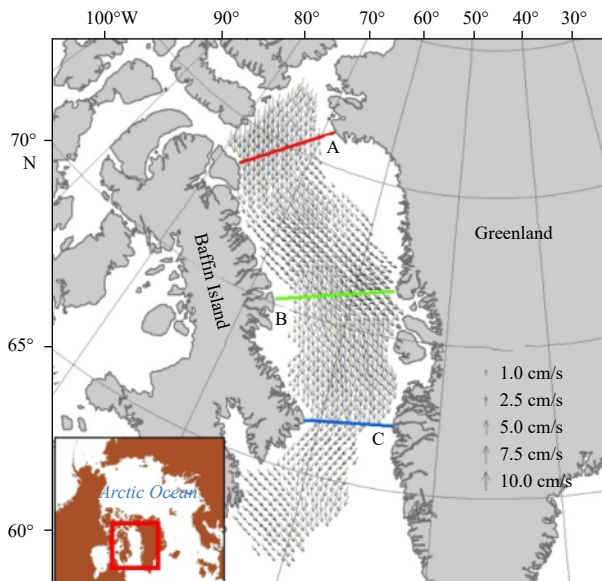 100°W
80°
70°
60°
50°
40°
30°
70°
N
A
Greenland
Baffin Island
B
65°
1.0 cm/s
2.5 cm/s
5.0 cm/s
C
7.5 cm/s
10.0 cm/s
Arctic Ocean
60°